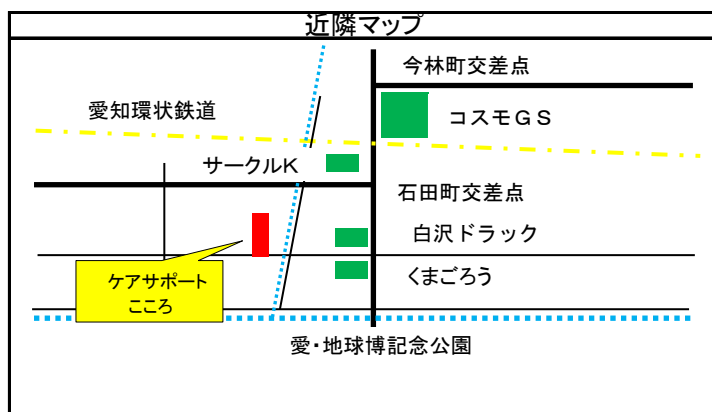 近隣マップ
今林町交差点
愛知環状鉄道
コスモＧＳ
サークルK
石田町交差点
白沢ドラック
ケアサポート
こころ
くまごろう
愛・地球博記念公園